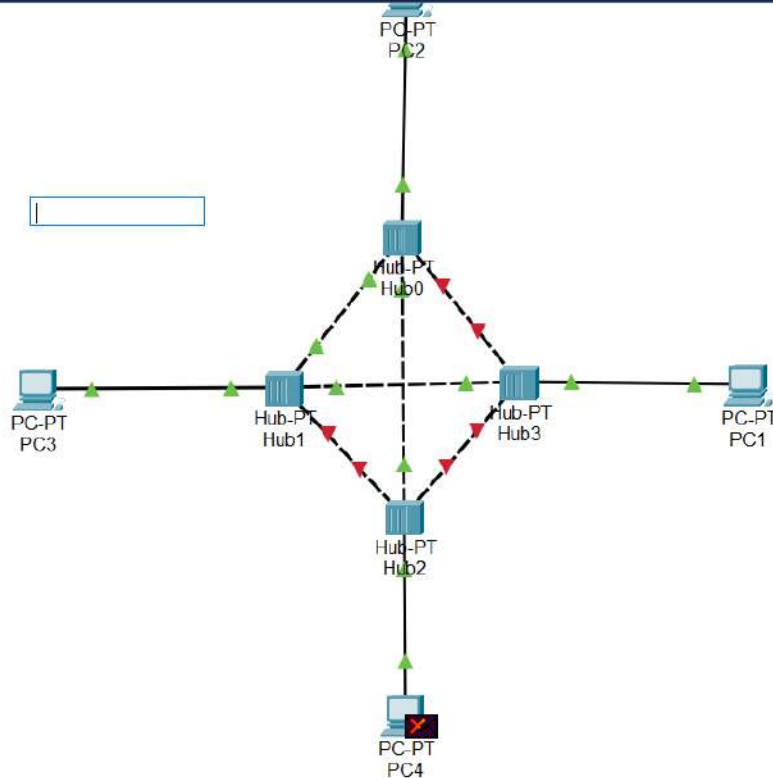 PC-PT
PC2
Hub-PT
Hub0
PC-PT
PC3
Hub-PT
Hub1
Hub-PT
Hub3
PC-PT
PC1
Hub-PT
Hub2
PC-PT
PC4